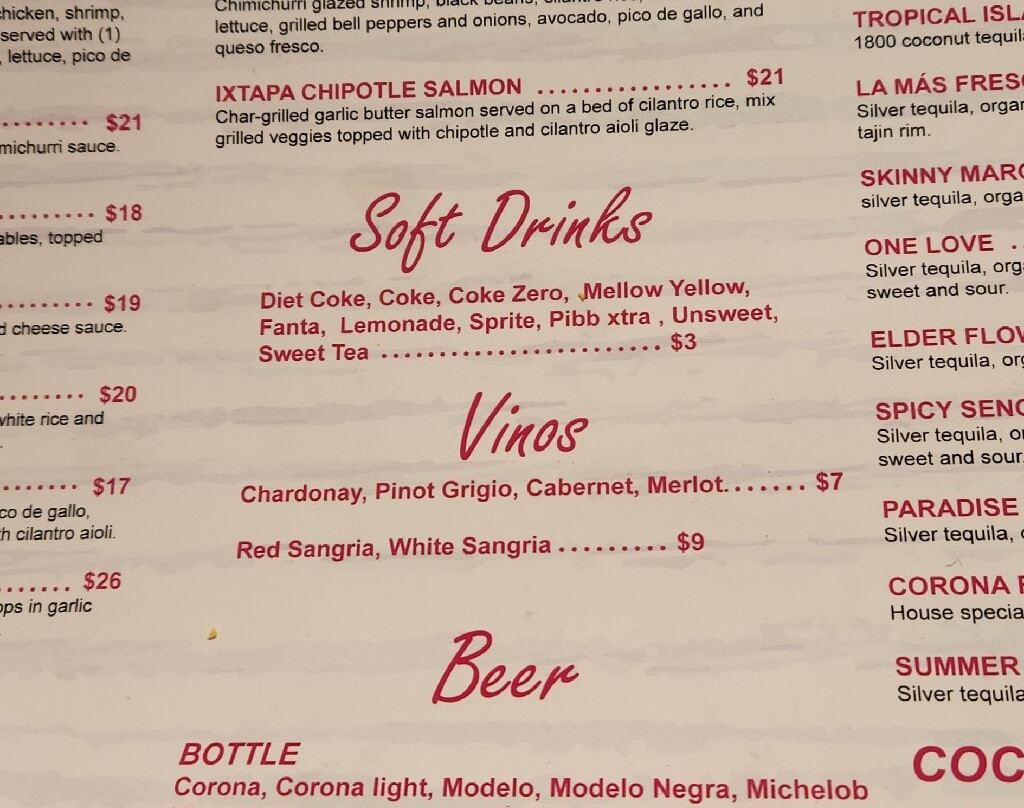 chicken, shrimp,
served with (1)
, lettuce, pico de
......... $21
michurri sauce.
......... $18
ables, topped
......... $19
d cheese sauce.
......... $20
white rice and
........ $17
co de gallo,
h cilantro aioli.
....... $26
ops in garlic
Chimichurri glazed shrimp, black beans,
lettuce, grilled bell peppers and onions, avocado, pico de gallo, and
queso fresco.
IXTAPA CHIPOTLE SALMON .................. $21
Char-grilled garlic butter salmon served on a bed of cilantro rice, mix
grilled veggies topped with chipotle and cilantro aioli glaze.
Soft Drinks
Diet Coke, Coke, Coke Zero, Mellow Yellow,
Fanta, Lemonade, Sprite, Pibb xtra , Unsweet,
Sweet Tea .......................... $3
Vinos
Chardonay, Pinot Grigio, Cabernet, Merlot....... $7
Red Sangria, White Sangria ......... $9
Beer
BOTTLE
Corona, Corona light, Modelo, Modelo Negra, Michelob
TROPICAL ISLA
1800 coconut tequila
LA MÁS FRESC
Silver tequila, organ
tajin rim.
SKINNY MARG
silver tequila, orga
ONE LOVE .
Silver tequila, orga
sweet and sour.
ELDER FLOW
Silver tequila, org
SPICY SENO
Silver tequila, or
sweet and sour.
PARADISE
Silver tequila,
CORONA
House specia
SUMMER
Silver tequila
COC